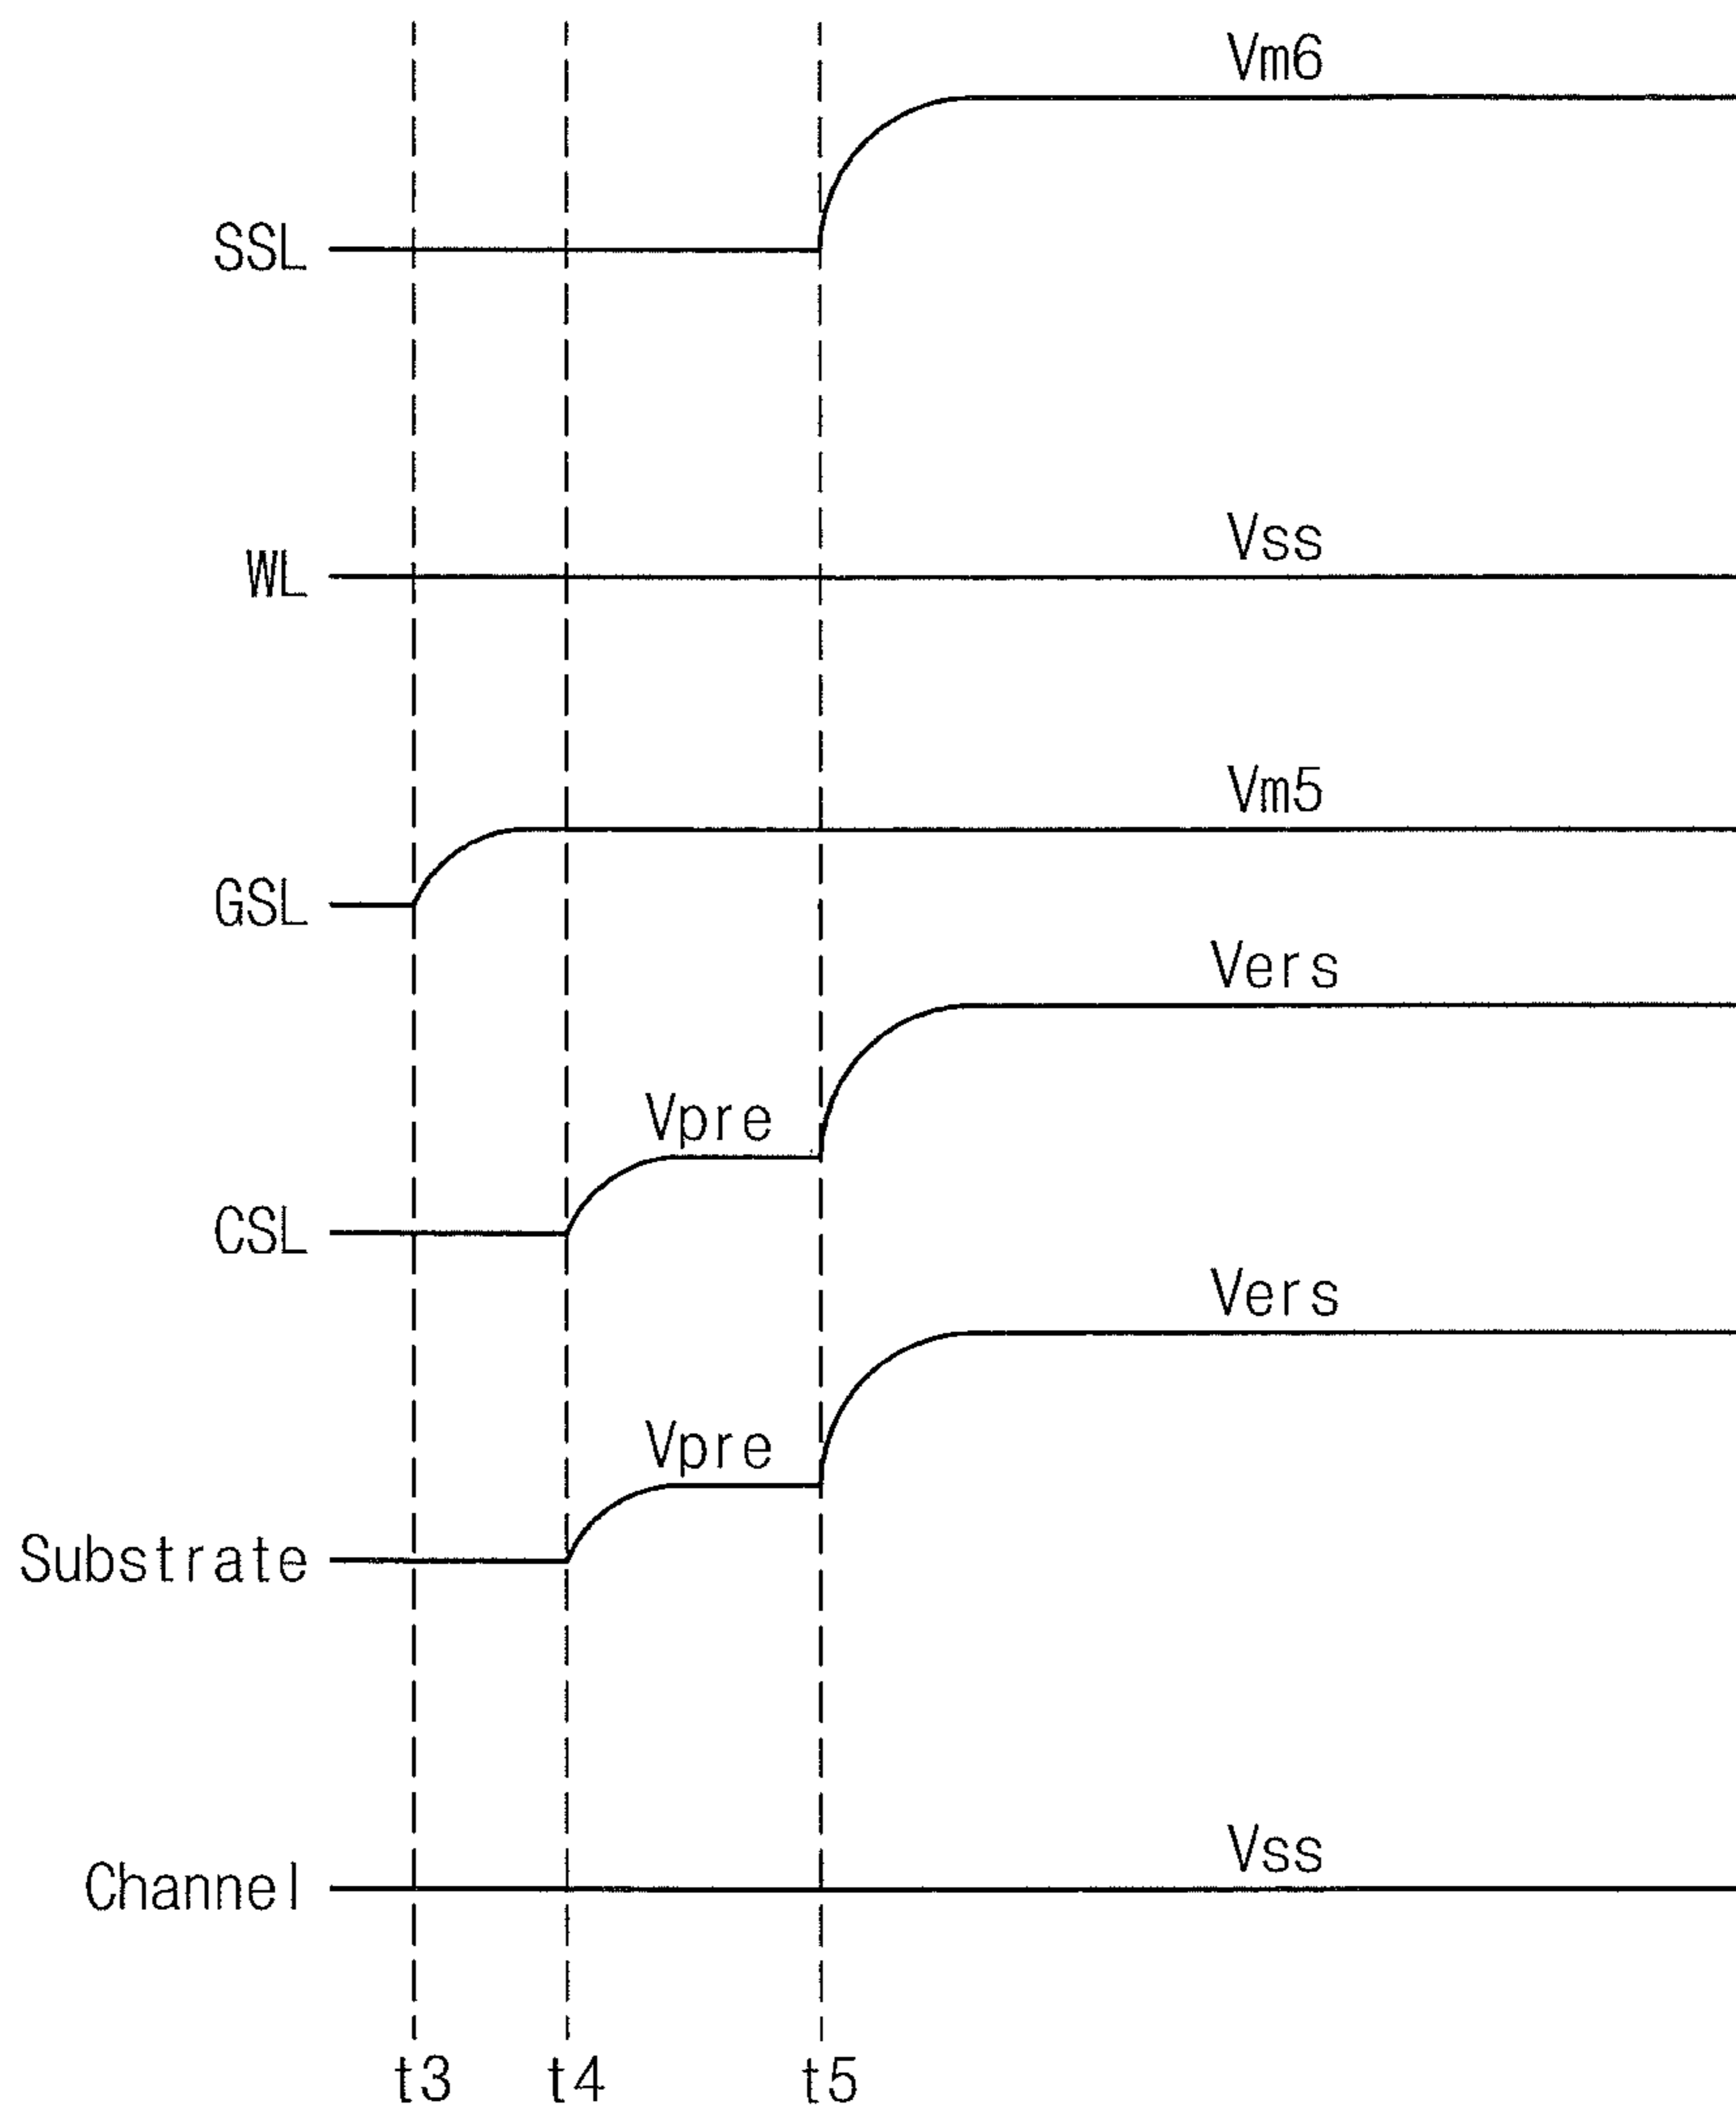 Vm6
SSL
Vss
WL
Vm5
GSL
Vers
Vpre
CSL
Vers
Vpre
Substrate
Vss
Channel
t3 t4 t5